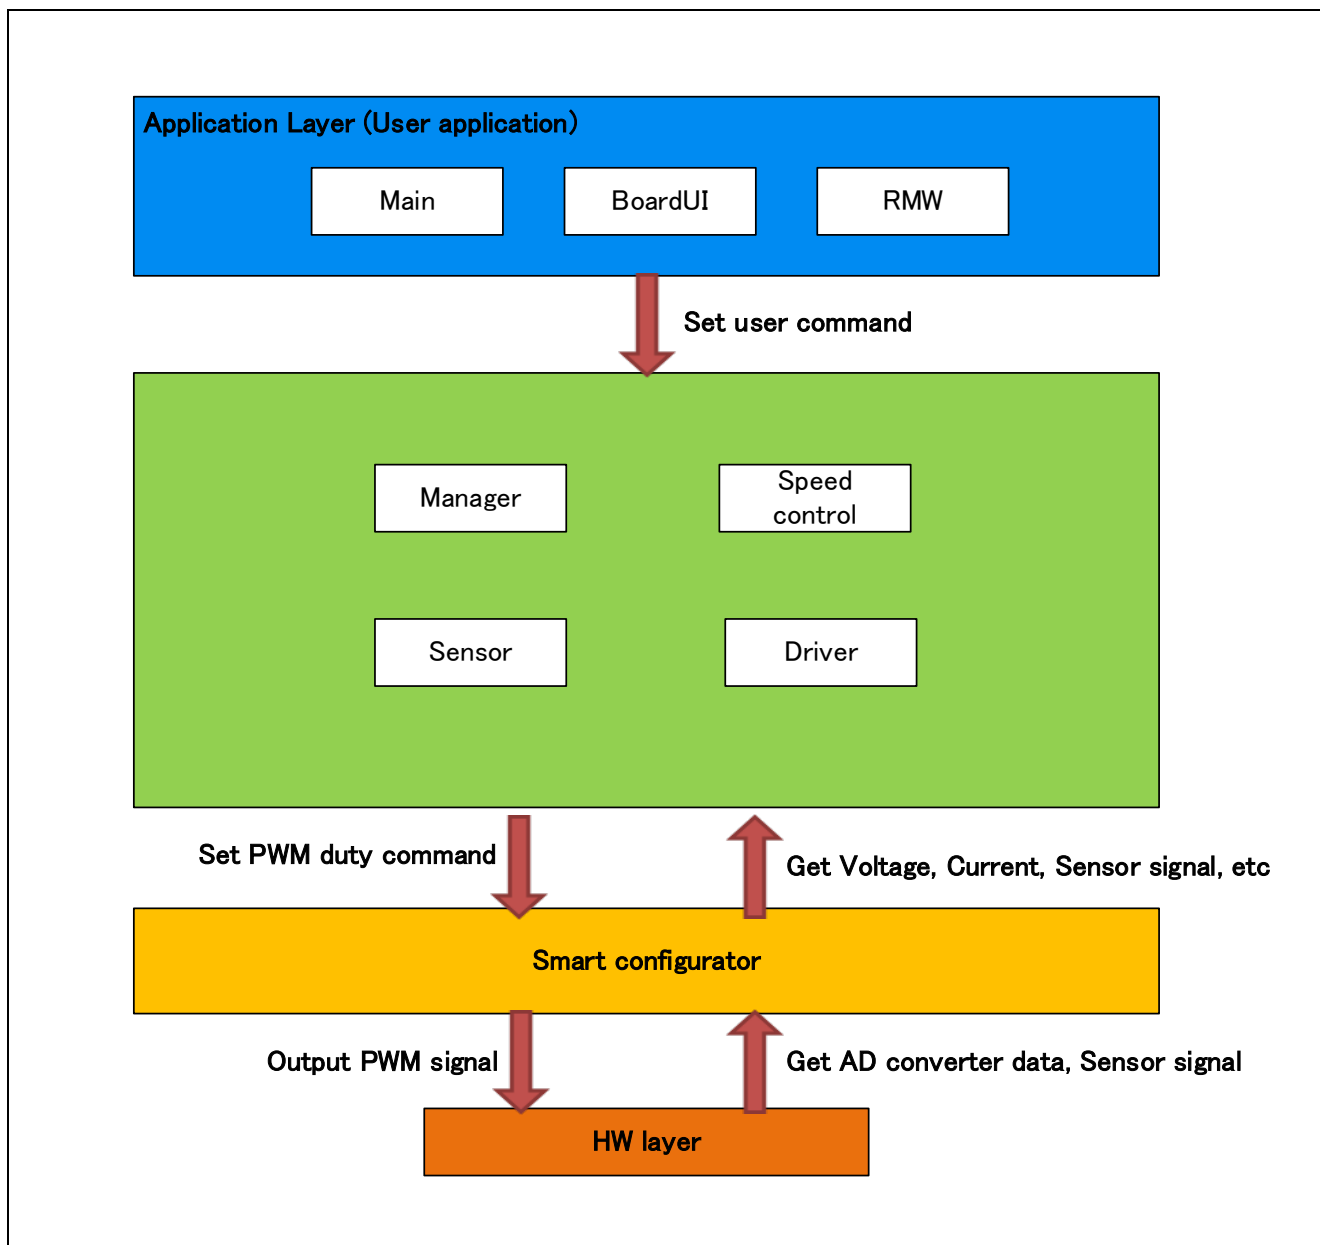 Application Layer (User application)
Main
BoardUI
RMW
Set user command
Manager
Speed
control
Sensor
Driver
Set PWM duty command
Get Voltage, Current, Sensor signal, etc
Smart configurator
Output PWM signal
Get AD converter data, Sensor signal
HW layer